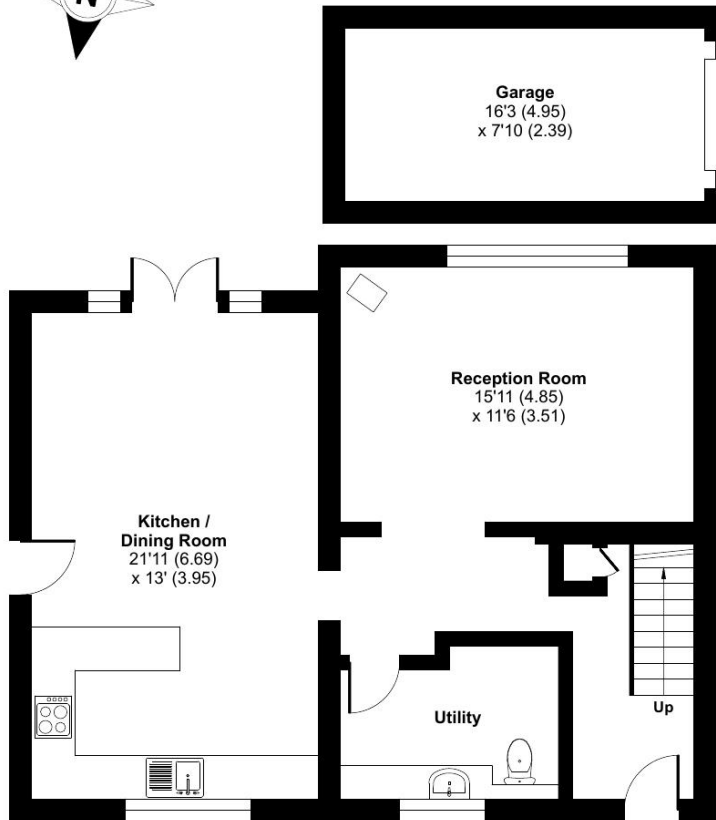 N
Garage
16'3 (4.95)
x 7'10 (2.39)
Reception Room
15'11 (4.85)
x 11'6 (3.51)
Kitchen /
Dining Room
21'11 (6.69)
x 13' (3.95)
Utility
Up